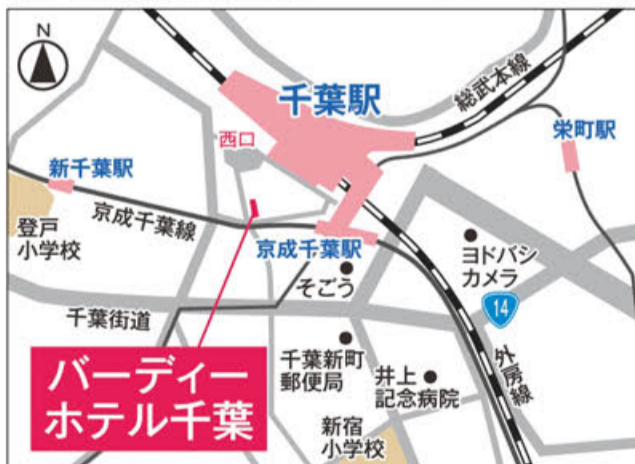 N
千葉駅
総武本線
西口
栄町駅
新千葉駅
登戸
小学校
京成千葉線
京成千葉駅
ヨドバシ
カメラ
そごう
14
千葉街道
バーディー
ホテル千葉
千葉新町
郵便局
井上
記念病院
外房線
新宿
小学校